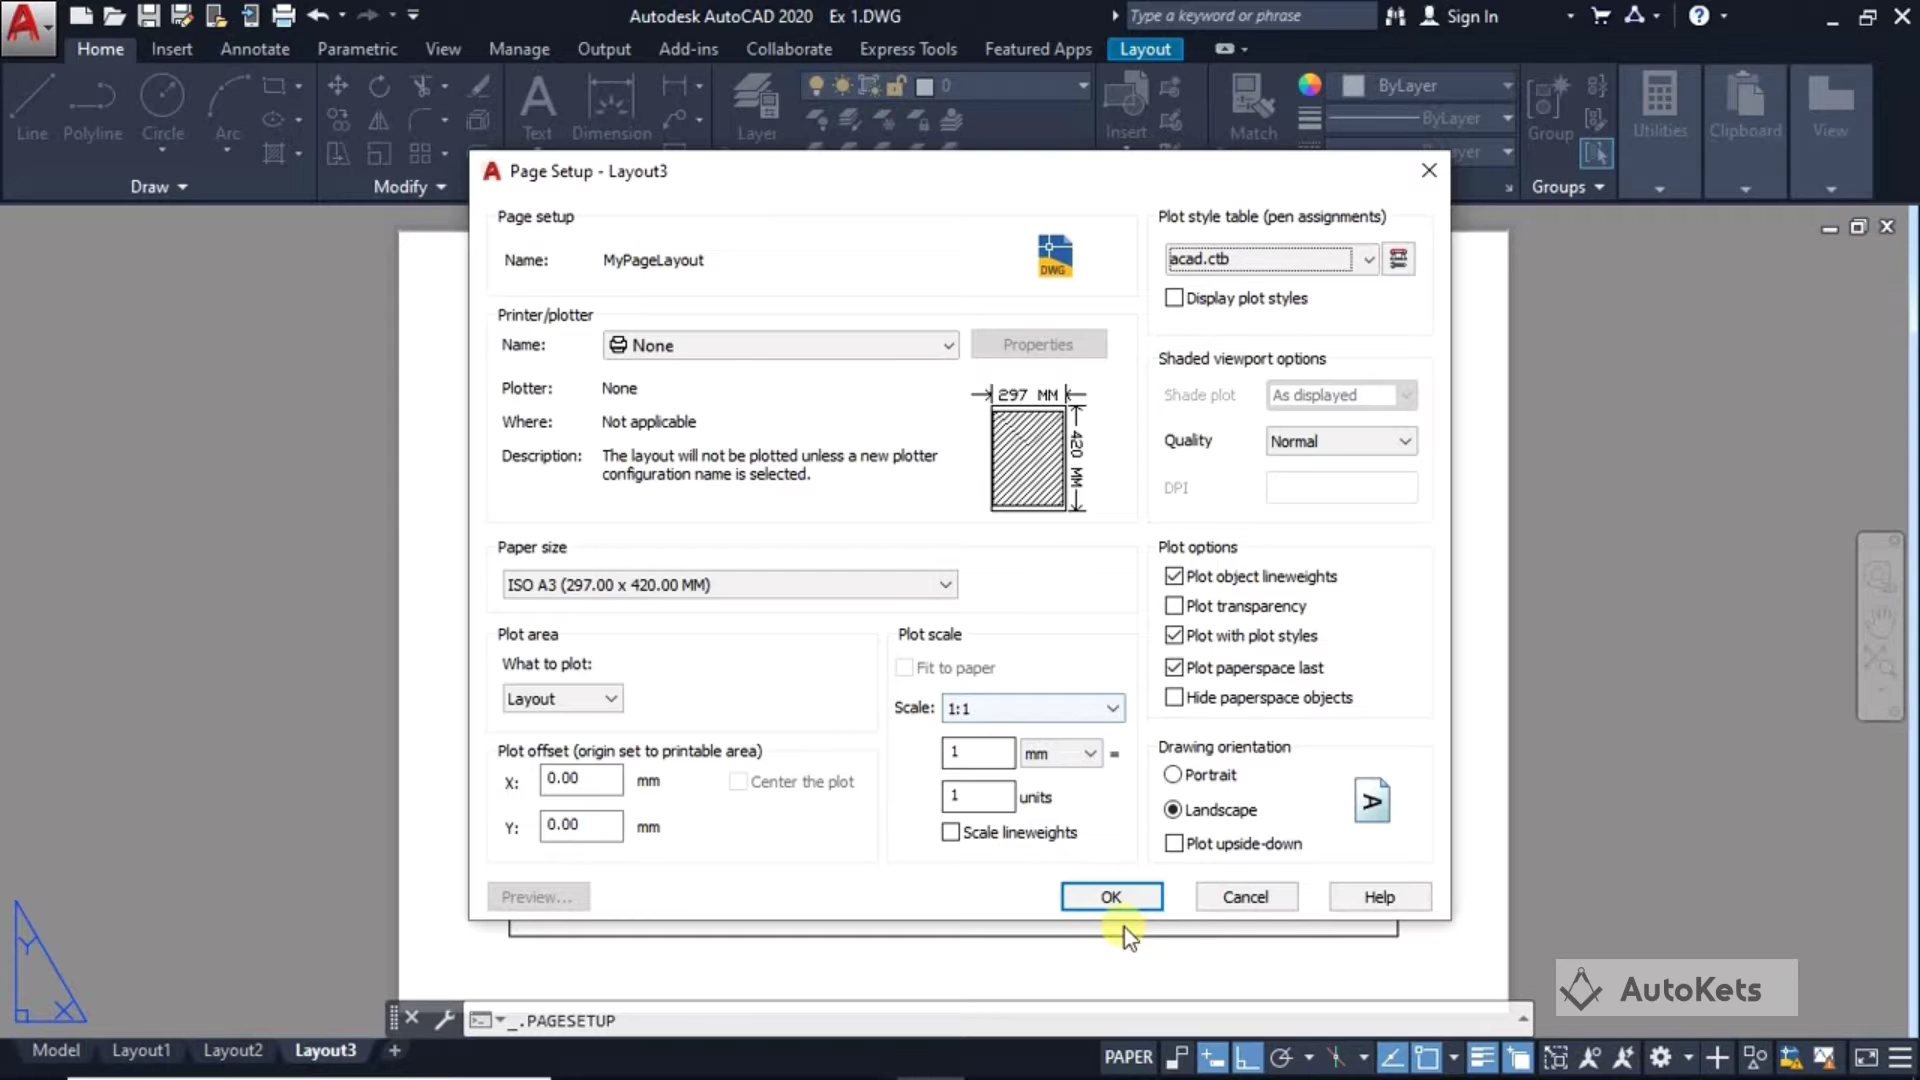 Autodesk AutoCAD 2020 Ex 1.DWG
Type a keyword or phrase
Sign In
Home Insert Annotate Parametric View Manage Output Add-ins Collaborate Express Tools Featured Apps Layout
Line Polyline Circle Arc
Text Dimension
Layer
0
Insert
Match
ByLayer
ByLayer
Group
Utilities
Clipboard
View
Draw
Modify
Groups
Page Setup - Layout3
Page setup
Name: MyPageLayout
DWG
Printer/plotter
Name: None
Properties
Plotter: None
Where: Not applicable
Description: The layout will not be plotted unless a new plotter
configuration name is selected.
297 MM
420 MM
Paper size
ISO A3 (297.00 x 420.00 MM)
Plot area
What to plot:
Layout
Plot offset (origin set to printable area)
X: 0.00 mm
Center the plot
Y: 0.00 mm
Plot scale
Fit to paper
Scale: 1:1
1 mm =
1 units
Scale lineweights
Plot style table (pen assignments)
acad.ctb
Display plot styles
Shaded viewport options
Shade plot As displayed
Quality Normal
DPI
Plot options
Plot object lineweights
Plot transparency
Plot with plot styles
Plot paperspace last
Hide paperspace objects
Drawing orientation
Portrait
Landscape
A
Plot upside-down
Preview...
OK
Cancel
Help
Y
X
AutoKets
_.PAGESETUP
Model Layout1 Layout2 Layout3 +
PAPER